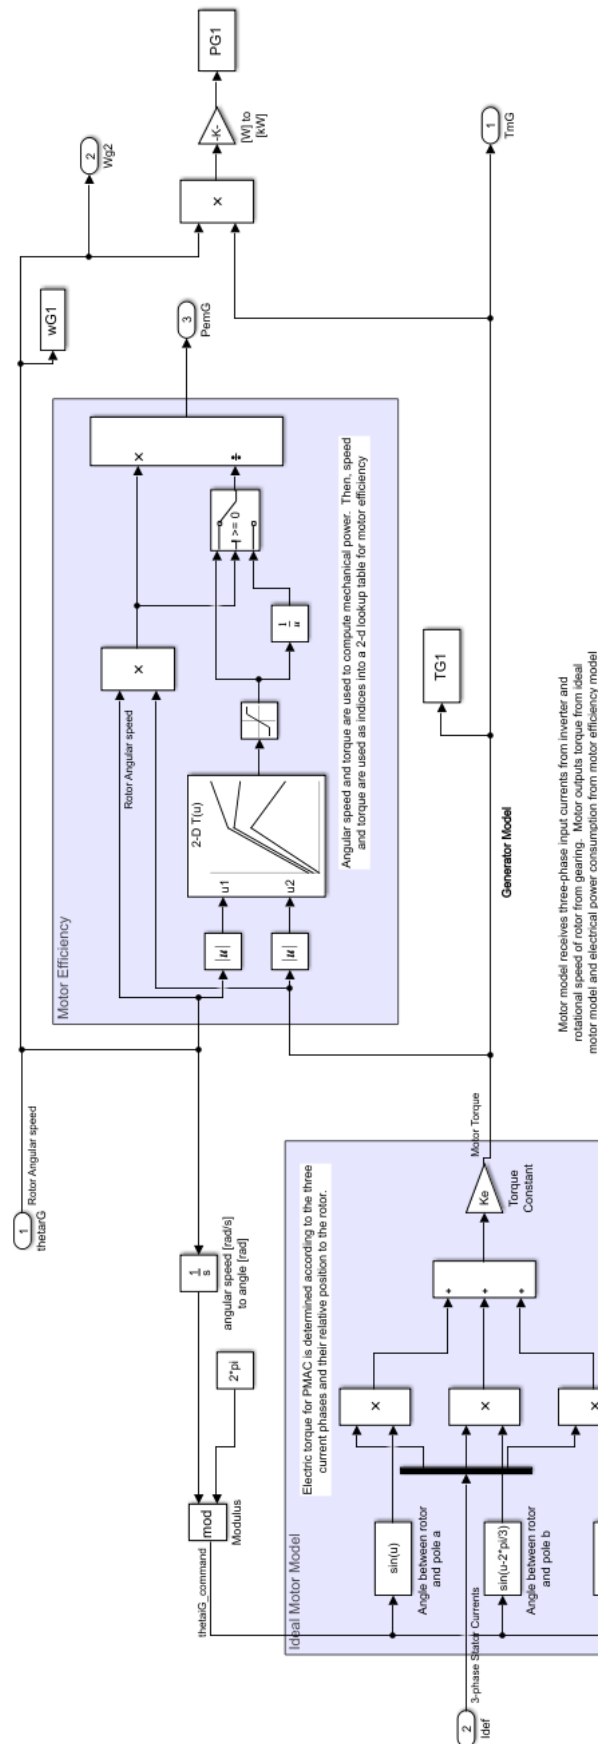 1
thetarG
Rotor Angular speed
wG1
2
Wg2
×
-K-
[W] to
[kW]
PG1
Motor Efficiency
Rotor Angular speed
×
|u|
|u|
u1
u2
2-D T(u)
1
u
>= 0
×
÷
3
PemG
Angular speed and torque are used to compute mechanical power. Then, speed
and torque are used as indices into a 2-d lookup table for motor efficiency
1
s
angular speed [rad/s]
to angle [rad]
2*pi
mod
Modulus
thetaiG_command
Ideal Motor Model
Electric torque for PMAC is determined according to the three
current phases and their relative position to the rotor.
sin(u)
Angle between rotor
and pole a
sin(u-2*pi/3)
Angle between rotor
and pole b
2
Idef
3-phase Stator Currents
×
×
×
+
+
+
Ke
Torque
Constant
Motor Torque
TG1
1
TmG
Generator Model
Motor model receives three-phase input currents from inverter and
rotational speed of rotor from gearing. Motor outputs torque from ideal
motor model and electrical power consumption from motor efficiency model